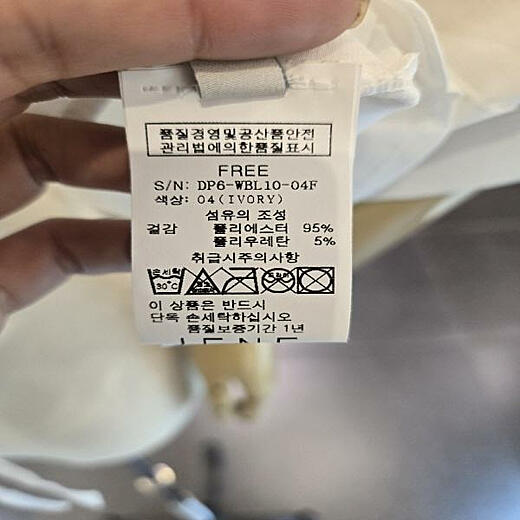 품질경영및공산품안전
관리법에의한품질표시
FREE
S/N: DP6-WBL10-04F
색상: 04(IVORY)
섬유의 조성
겉감 폴리에스터 95%
폴리우레탄 5%
취급시주의사항
손세탁
30°C
이 상품은 반드시
단독 손세탁하십시오
품질보증기간 1년